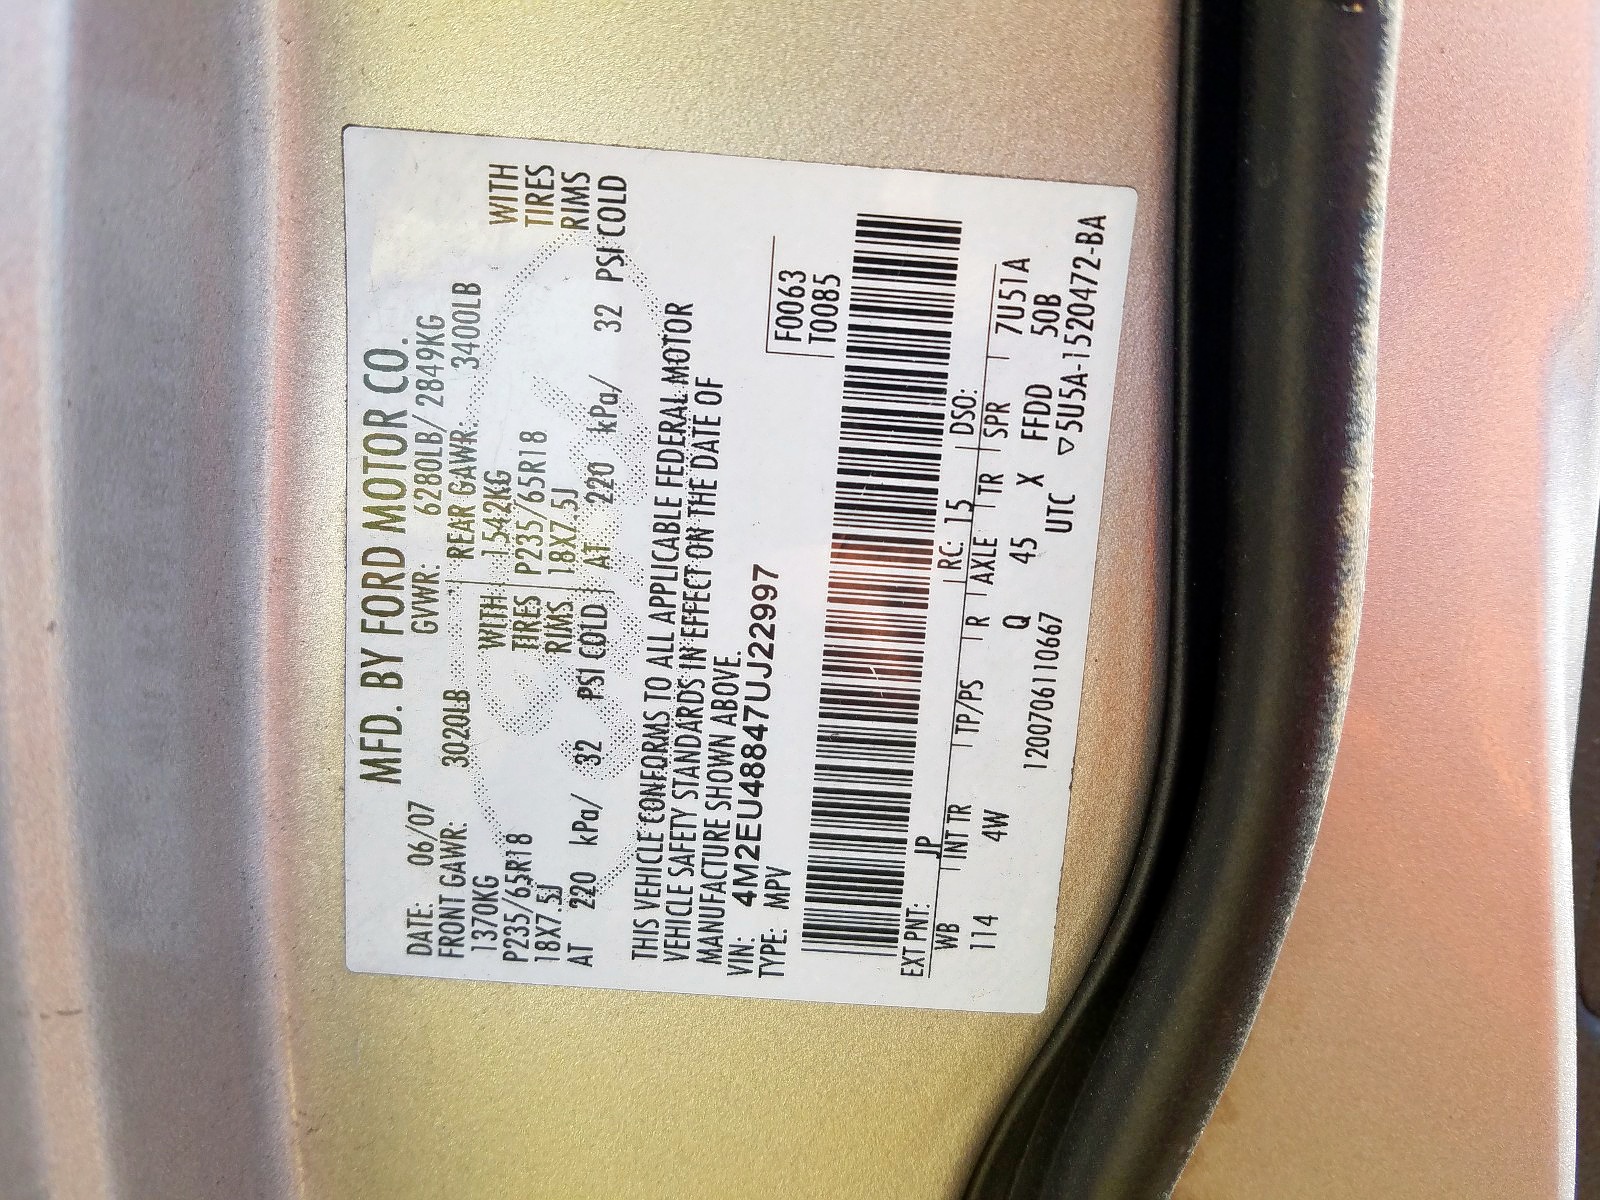 MFD. BY FORD MOTOR CO.
DATE: 06/07 GVWR: 6280LB/2849KG
FRONT GAWR: 3020LB REAR GAWR: 3400LB
1370KG WITH 1542KG WITH
P235/65R18 TIRES P235/65R18 TIRES
18X7.5J RIMS 18X7.5J RIMS
AT 220 kPa/ 32 PSI COLD AT 220 kPa/ 32 PSI COLD
THIS VEHICLE CONFORMS TO ALL APPLICABLE FEDERAL MOTOR
VEHICLE SAFETY STANDARDS IN EFFECT ON THE DATE OF
MANUFACTURE SHOWN ABOVE.
VIN: 4M2EU48847UJ22997 F0063
TYPE: MPV T0085
EXT PNT: JP RC: 15 DSO:
WB INT TR TP/PS R AXLE TR SPR 7U51A
114 4W Q 45 X FFDD 50B
1200706110667 UTC ▽5U5A-1520472-BA